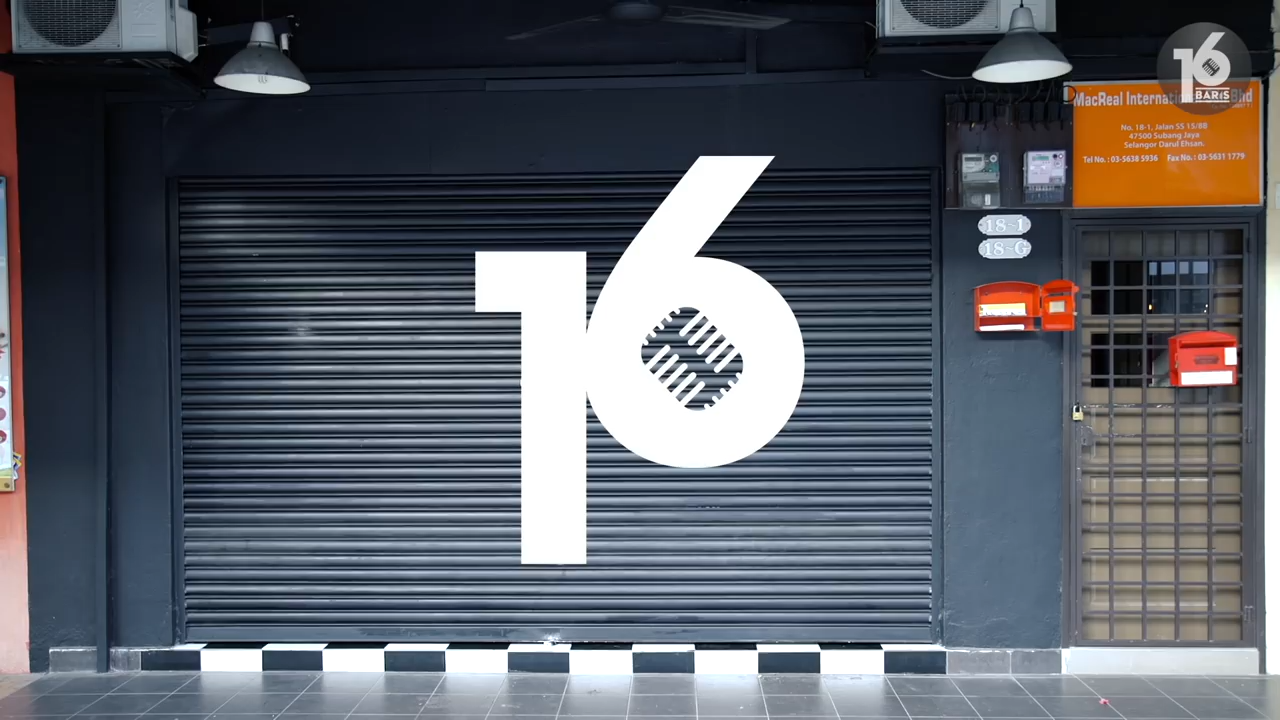 16
BARIS
MacReal Internati
Bhd
No. 18-1, Jalan SS 15/8B
47500 Subang Jaya
Selangor Darul Ehsan.
Tel No. : 03-5638 5936 Fax No. : 03-5631 1779
16
18-1
18-G